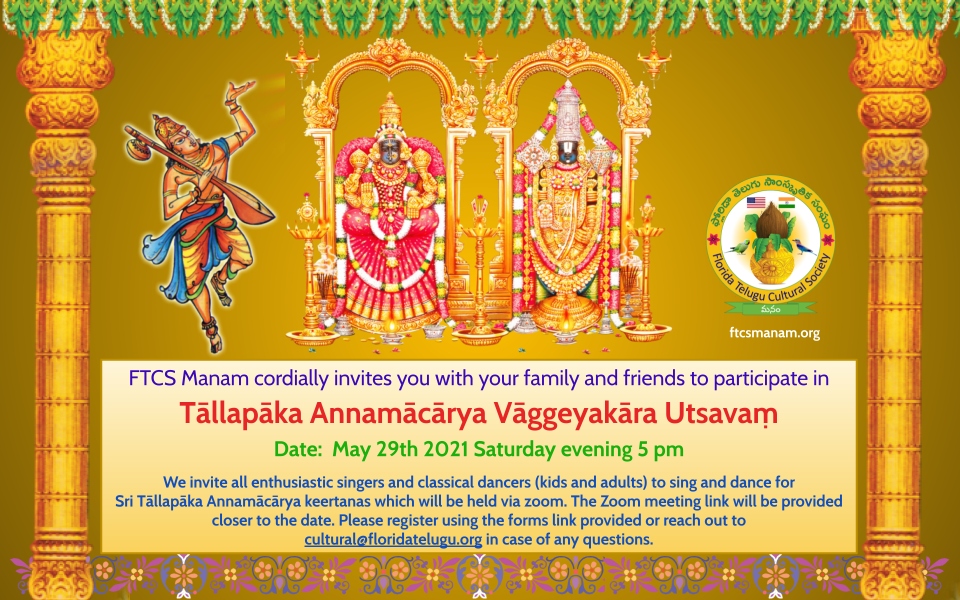 ఫ్లోరిడా తెలుగు సాంస్కృతిక సంఘం
Florida Telugu Cultural Society
మనం
ftcsmanam.org
FTCS Manam cordially invites you with your family and friends to participate in
Tāllapāka Annamācārya Vāggeyakāra Utsavaṃ
Date: May 29th 2021 Saturday evening 5 pm
We invite all enthusiastic singers and classical dancers (kids and adults) to sing and dance for
Sri Tāllapāka Annamācārya keertanas which will be held via zoom. The Zoom meeting link will be provided
closer to the date. Please register using the forms link provided or reach out to
cultural@floridatelugu.org in case of any questions.